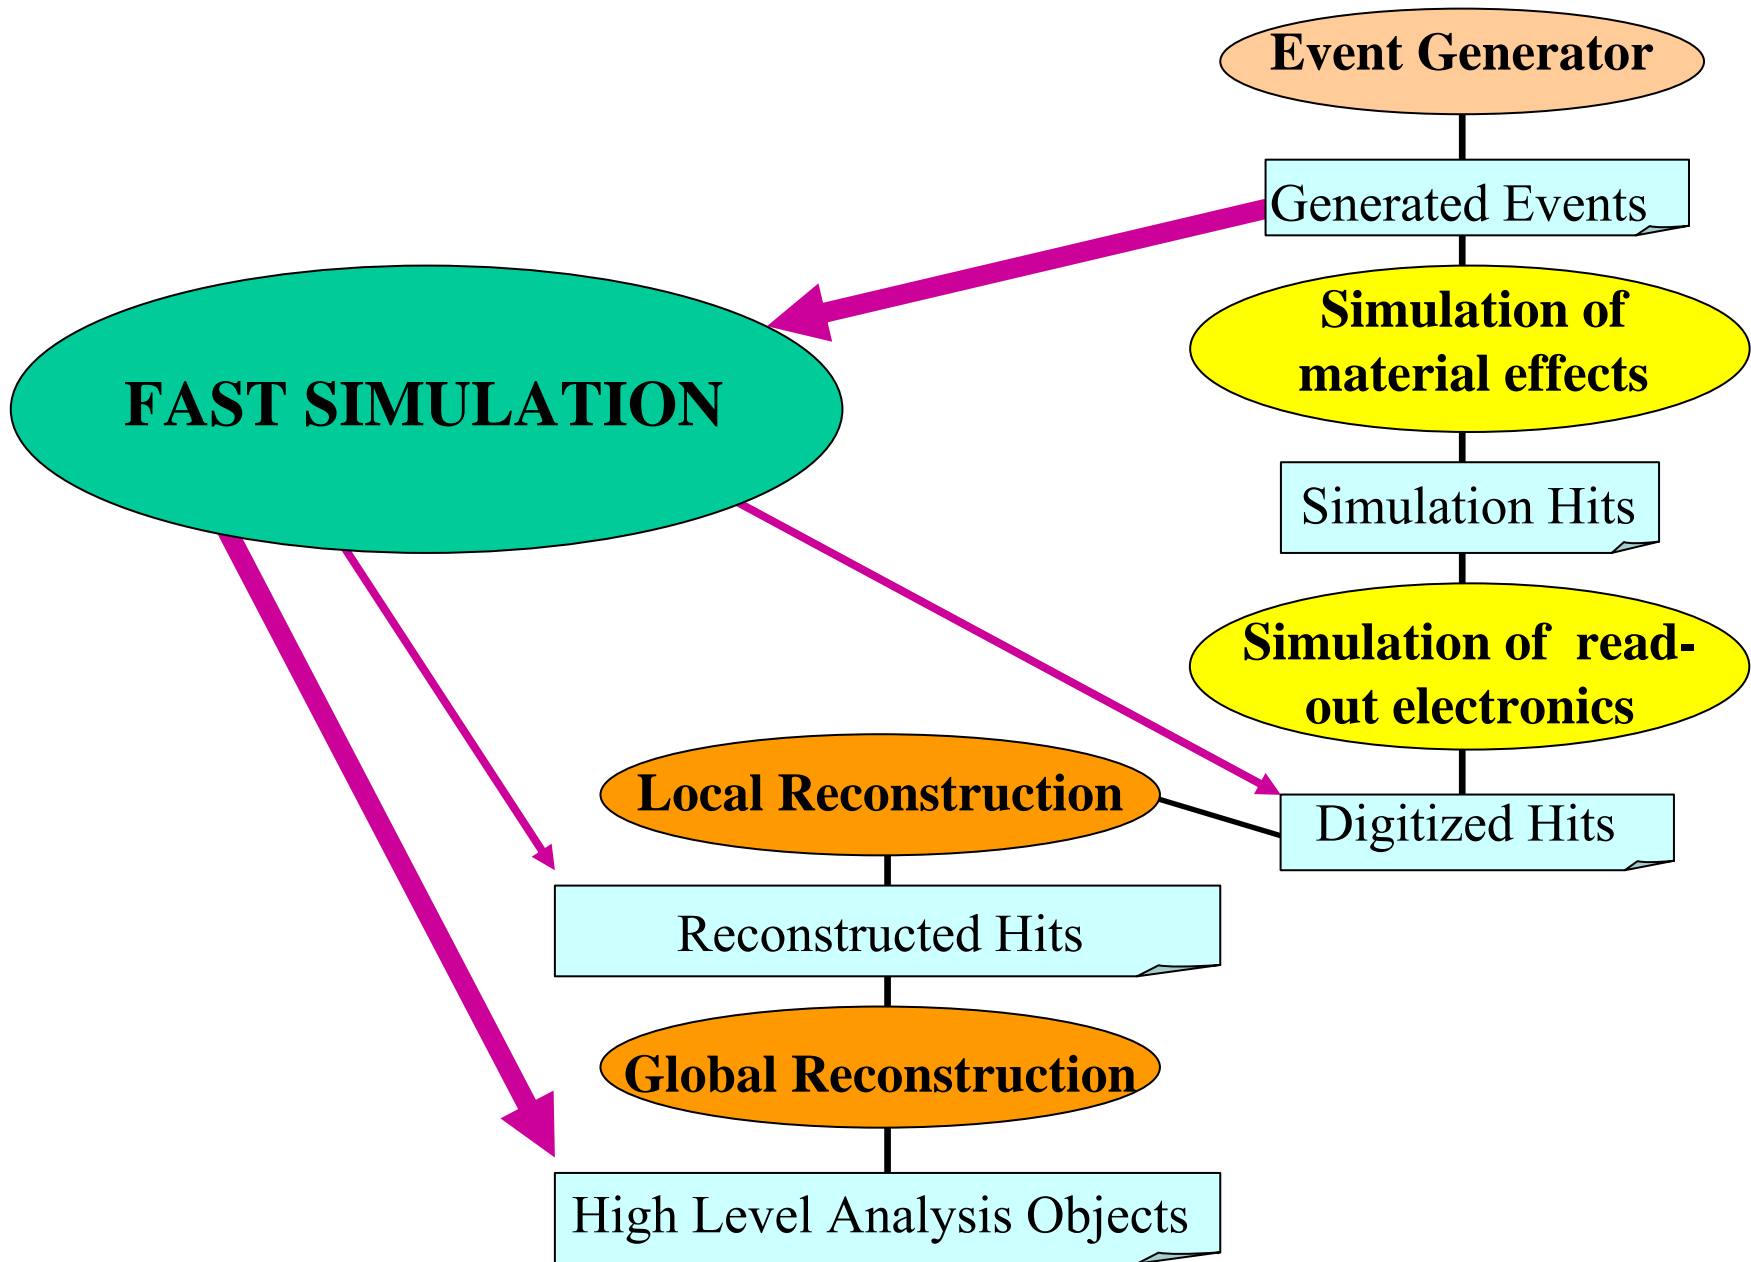 Event Generator
Generated Events
Simulation of
material effects
FAST SIMULATION
Simulation Hits
Simulation of  read-
out electronics
Local Reconstruction
Digitized Hits
Reconstructed Hits
Global Reconstruction
High Level Analysis Objects